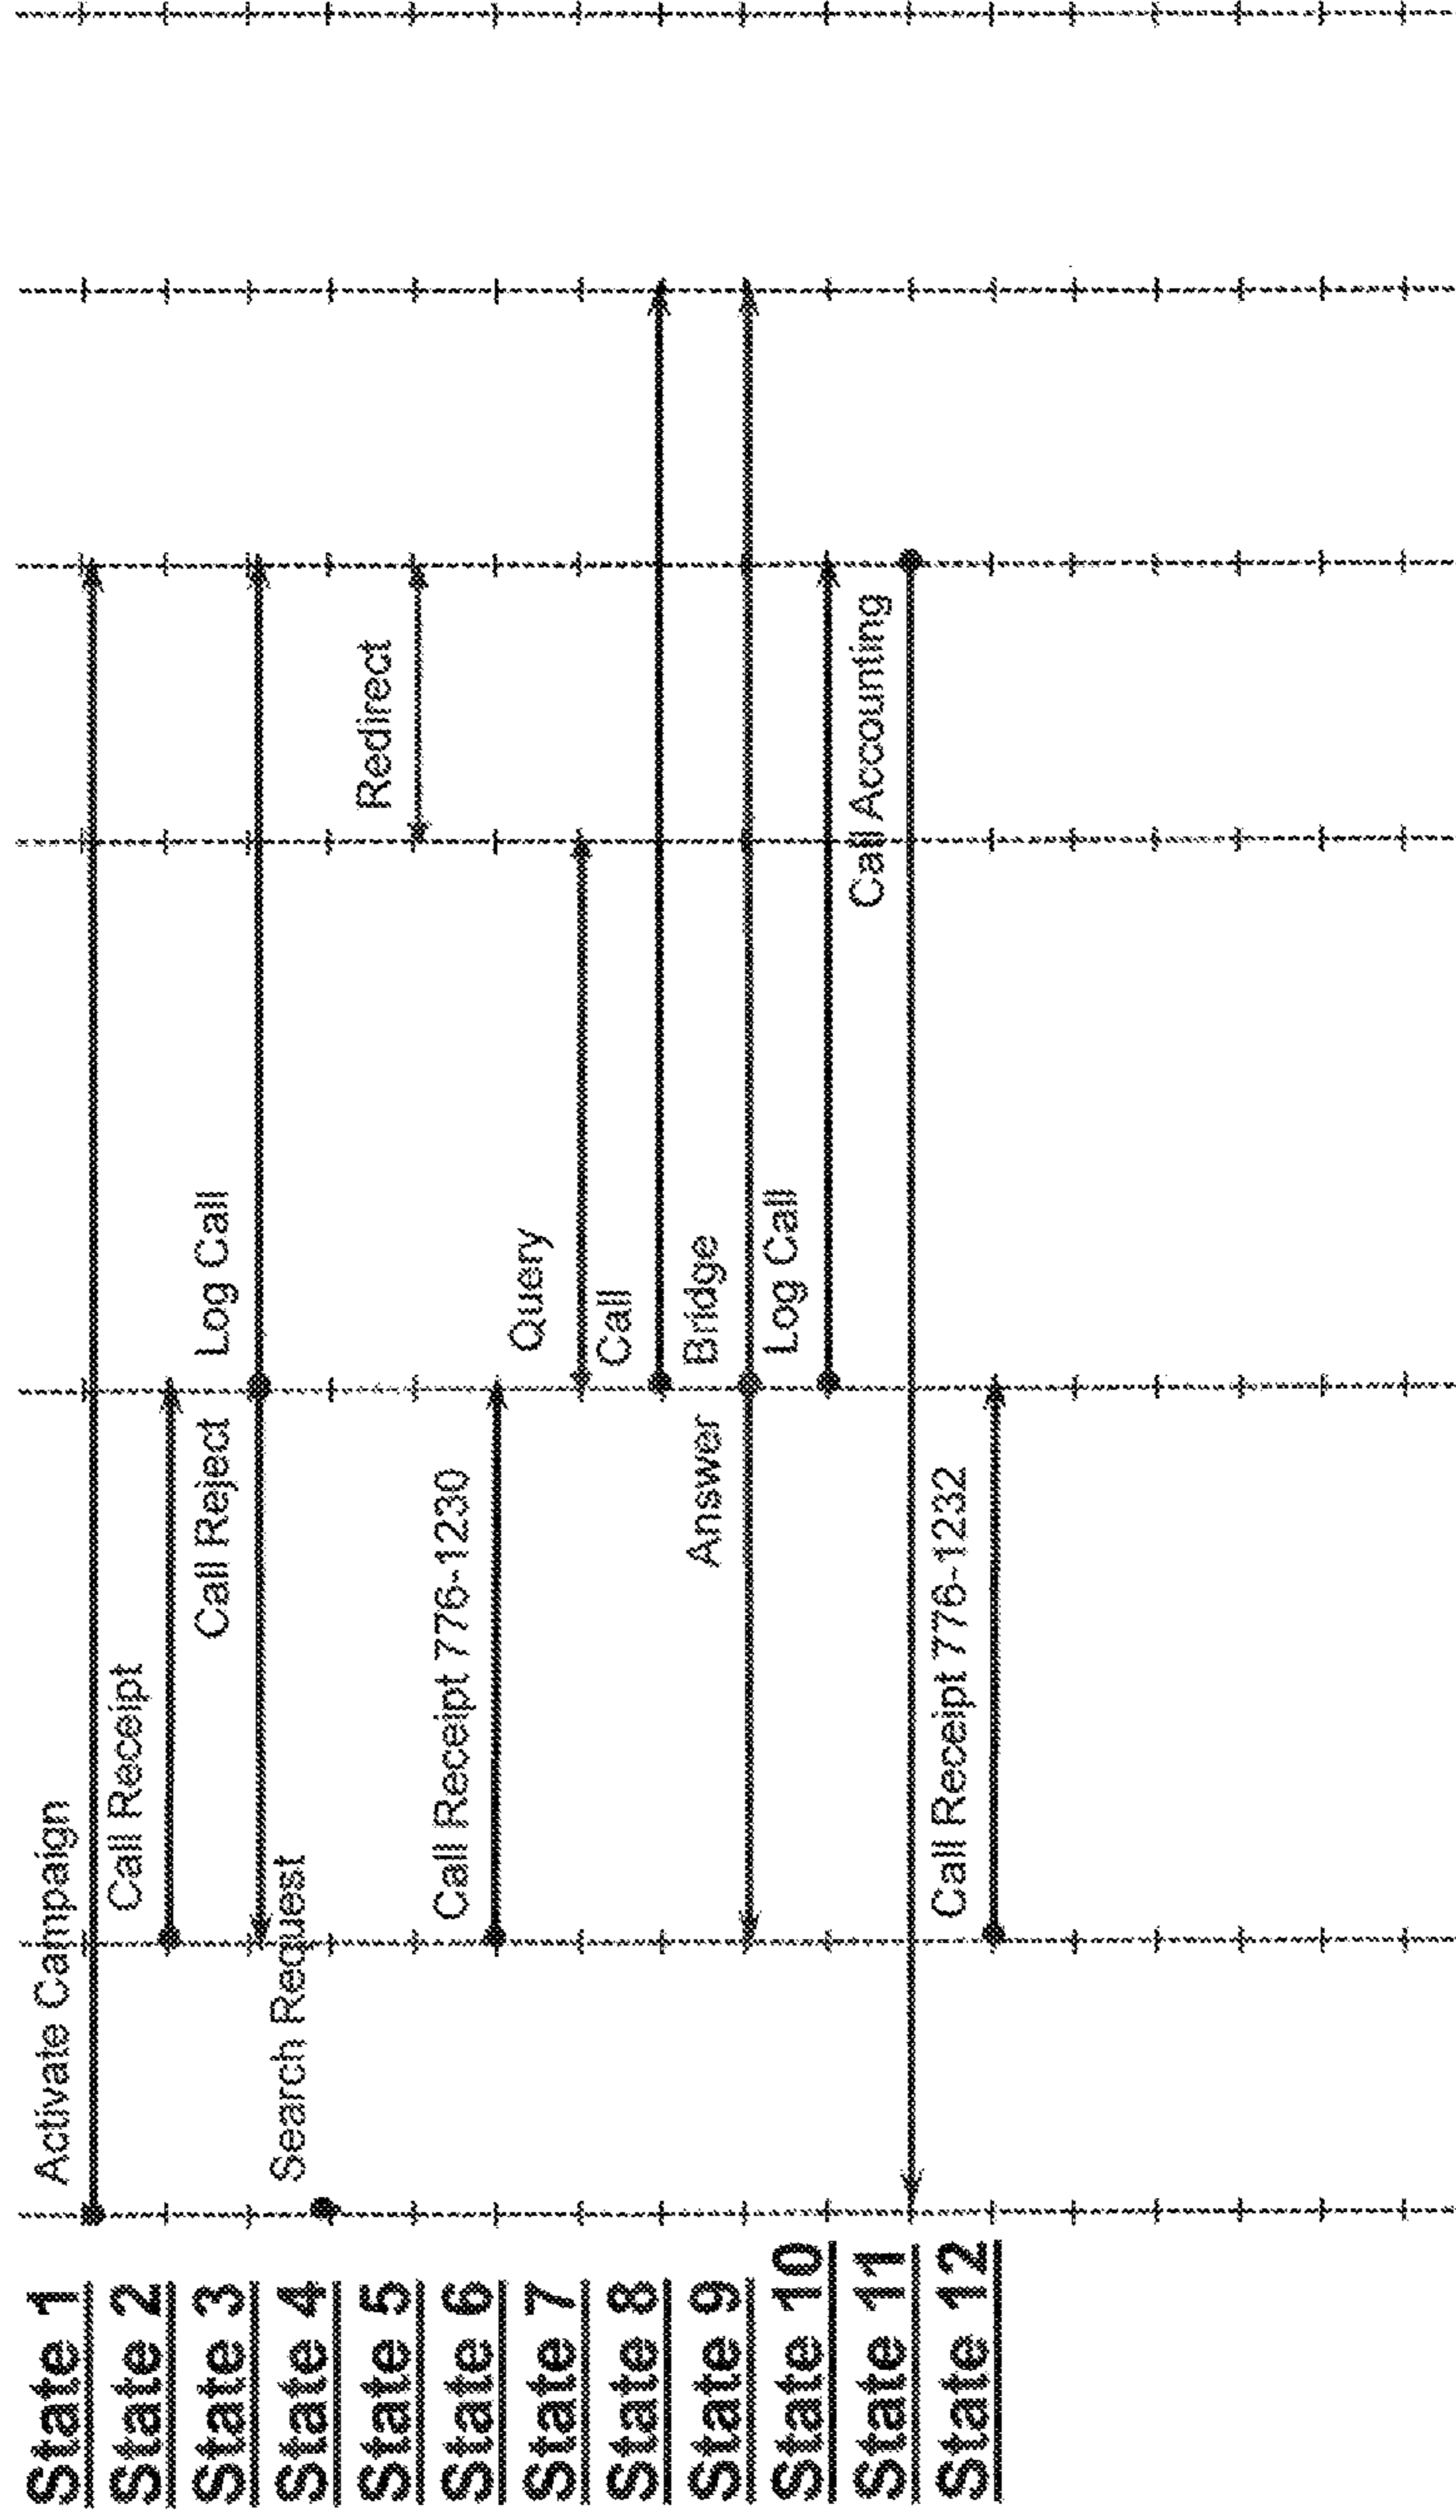 State 1
Activate Campaign
State 2
Call Receipt
State 3
Call Reject
Log Call
State 4
Search Request
State 5
Redirect
State 6
Call Receipt 776-1230
State 7
Query
State 8
Call
State 9
Answer
Bridge
State 10
Log Call
State 11
Call Accounting
State 12
Call Receipt 776-1232